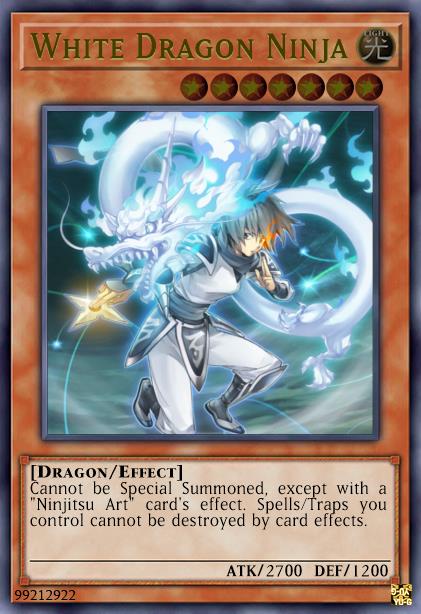 White Dragon Ninja
LIGHT
光
[Dragon/Effect]
Cannot be Special Summoned, except with a
"Ninjitsu Art" card's effect. Spells/Traps you
control cannot be destroyed by card effects.
ATK/2700 DEF/1200
99212922